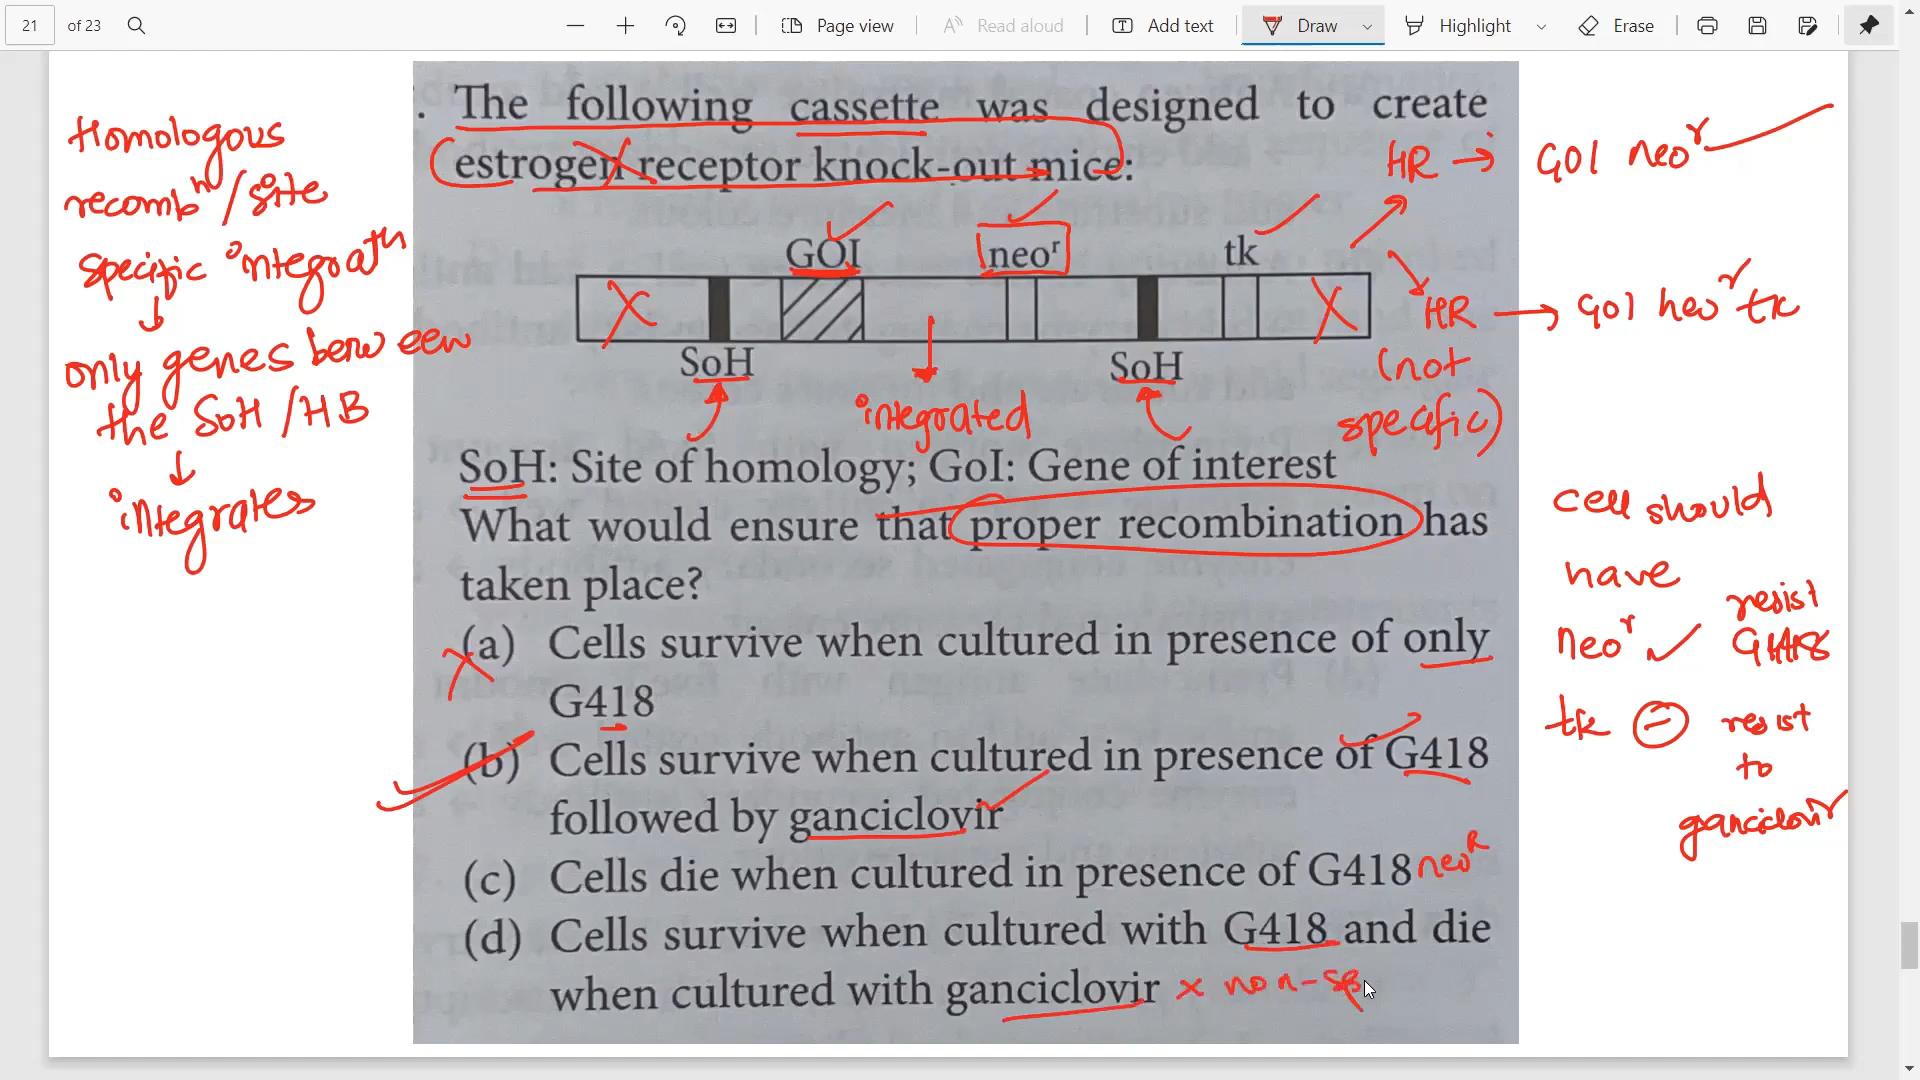 21 of 23 Page view Read aloud Add text Draw Highlight Erase
. The following cassette was designed to create
estrogen receptor knock-out mice:
GOI neoʳ tk
SoH SoH
SoH: Site of homology; GoI: Gene of interest
What would ensure that proper recombination has
taken place?
(a) Cells survive when cultured in presence of only
G418
(b) Cells survive when cultured in presence of G418
followed by ganciclovir
(c) Cells die when cultured in presence of G418
neoᴿ
(d) Cells survive when cultured with G418 and die
when cultured with ganciclovir
x non-sp
Homologous
recombⁿ/site
specific integratn
only genes between
the SoH/HB
integrates
integrated
HR → GOI neoʳ
HR → GOI neoʳ tk
(not
specific)
cell should
have
neoʳ ✓ resist
G418
tk resist
to
ganciclovir